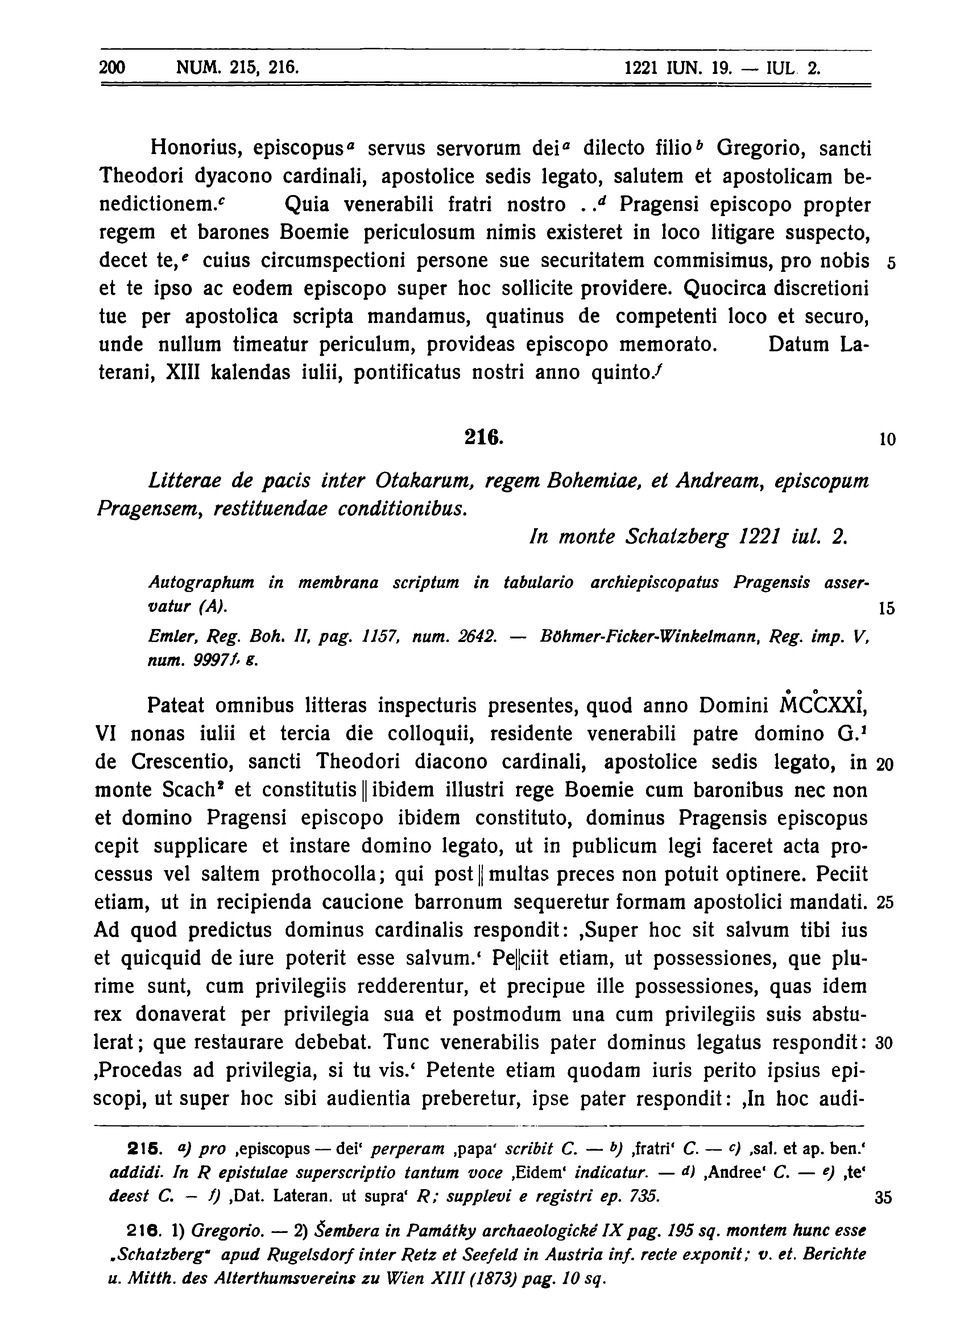 200 NUM. 215, 216. 1221 IUN. 19. — IUL. 2.
Honorius, episcopus a servus servorum dei a dilecto filio b Gregorio, sancti
Theodori dyacono cardinali, apostolice sedis legato, salutem et apostolicam be-
nedictionem. c Quia venerabili fratri nostro . . d Pragensi episcopo propter
regem et barones Boemie periculosum nimis existeret in loco litigare suspecto,
decet te, e cuius circumspectioni persone sue securitatem commisimus, pro nobis 5
et te ipso ac eodem episcopo super hoc sollicite providere. Quocirca discretioni
tue per apostolica scripta mandamus, quatinus de competenti loco et securo,
unde nullum timeatur periculum, provideas episcopo memorato. Datum La-
terani, XIII kalendas iulii, pontificatus nostri anno quinto. f
216. 10
Litterae de pacis inter Otakarum, regem Bohemiae, et Andream, episcopum
Pragensem, restituendae conditionibus.
In monte Schatzberg 1221 iul. 2.
Autographum in membrana scriptum in tabulario archiepiscopatus Pragensis asser-
vatur (A). 15
Emler, Reg. Boh. II, pag. 1157, num. 2642. — Böhmer-Ficker-Winkelmann, Reg. imp. V,
num. 9997 f. g.
Pateat omnibus litteras inspecturis presentes, quod anno Domini M̊CC̊XXI̊,
VI nonas iulii et tercia die colloquii, residente venerabili patre domino G.¹
de Crescentio, sancti Theodori diacono cardinali, apostolice sedis legato, in 20
monte Scach² et constitutis || ibidem illustri rege Boemie cum baronibus nec non
et domino Pragensi episcopo ibidem constituto, dominus Pragensis episcopus
cepit supplicare et instare domino legato, ut in publicum legi faceret acta pro-
cessus vel saltem prothocolla; qui post || multas preces non potuit optinere. Peciit
etiam, ut in recipienda caucione barronum sequeretur formam apostolici mandati. 25
Ad quod predictus dominus cardinalis respondit: ‚Super hoc sit salvum tibi ius
et quicquid de iure poterit esse salvum.‘ Pe||ciit etiam, ut possessiones, que plu-
rime sunt, cum privilegiis redderentur, et precipue ille possessiones, quas idem
rex donaverat per privilegia sua et postmodum una cum privilegiis suis abstu-
lerat; que restaurare debebat. Tunc venerabilis pater dominus legatus respondit: 30
‚Procedas ad privilegia, si tu vis.‘ Petente etiam quodam iuris perito ipsius epi-
scopi, ut super hoc sibi audientia preberetur, ipse pater respondit: ‚In hoc audi-
215. a) pro ‚episcopus — dei‘ perperam ‚papa‘ scribit C. — b) ‚fratri‘ C. — c) ‚sal. et ap. ben.‘
addidi. In R epistulae superscriptio tantum voce ‚Eidem‘ indicatur. — d) ‚Andree‘ C. — e) ‚te‘
deest C. — f) ‚Dat. Lateran. ut supra‘ R; supplevi e registri ep. 735. 35
216. 1) Gregorio. — 2) Šembera in Památky archaeologické IX pag. 195 sq. montem hunc esse
„Schatzberg“ apud Rugelsdorf inter Retz et Seefeld in Austria inf. recte exponit; v. et. Berichte
u. Mitth. des Alterthumsvereins zu Wien XIII (1873) pag. 10 sq.